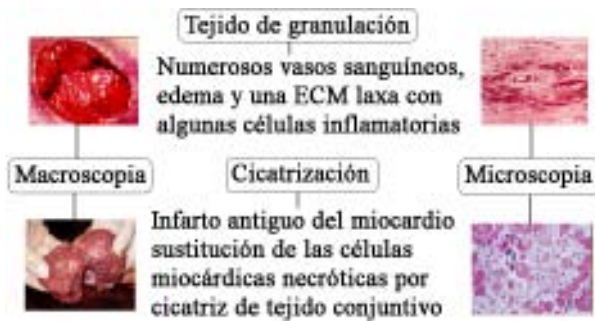 Tejido de granulación
Numerosos vasos sanguíneos,
edema y una ECM laxa con
algunas células inflamatorias
Macroscopia
Cicatrización
Microscopia
Infarto antiguo del miocardio
sustitución de las células
miocárdicas necróticas por
cicatriz de tejido conjuntivo